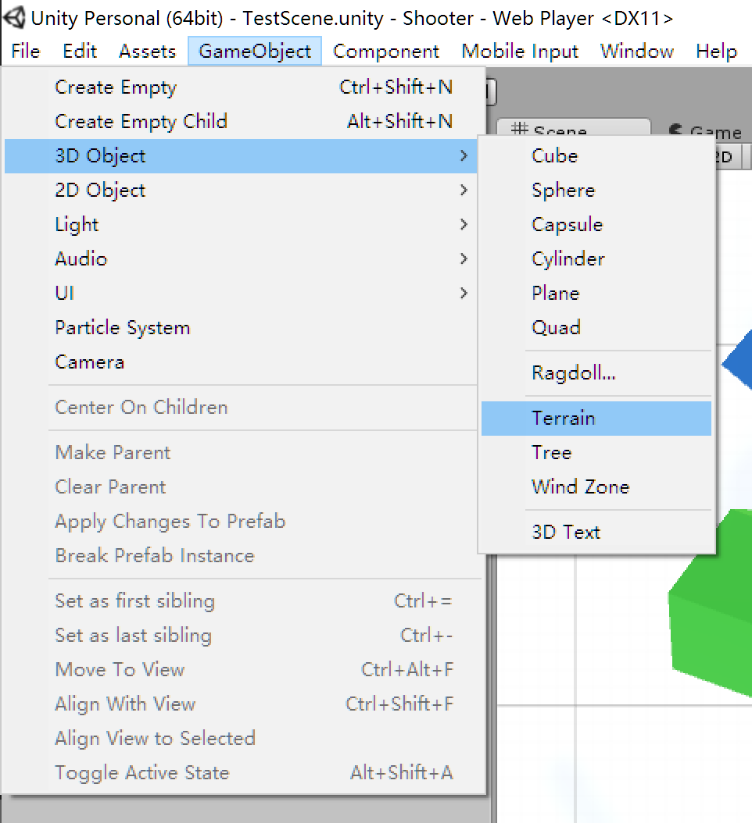 Unity Personal (64bit) - TestScene.unity - Shooter - Web Player <DX11>
File Edit Assets GameObject Component Mobile Input Window Help
Create Empty Ctrl+Shift+N
Create Empty Child Alt+Shift+N
3D Object
2D Object
Light
Audio
UI
Particle System
Camera
Center On Children
Make Parent
Clear Parent
Apply Changes To Prefab
Break Prefab Instance
Set as first sibling Ctrl+=
Set as last sibling Ctrl+-
Move To View Ctrl+Alt+F
Align With View Ctrl+Shift+F
Align View to Selected
Toggle Active State Alt+Shift+A
Scene Game
2D
Cube
Sphere
Capsule
Cylinder
Plane
Quad
Ragdoll...
Terrain
Tree
Wind Zone
3D Text